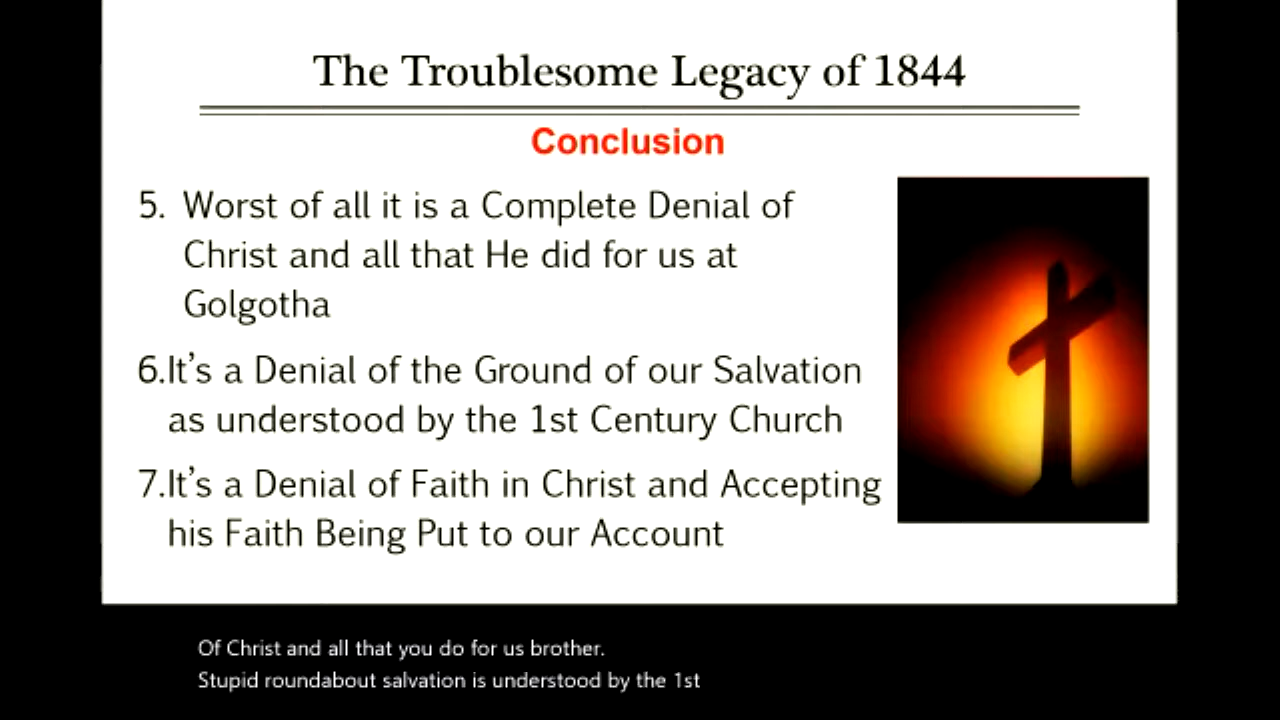 The Troublesome Legacy of 1844
Conclusion
5. Worst of all it is a Complete Denial of
Christ and all that He did for us at
Golgotha
6.It's a Denial of the Ground of our Salvation
as understood by the 1st Century Church
7.It's a Denial of Faith in Christ and Accepting
his Faith Being Put to our Account
Of Christ and all that you do for us brother.
Stupid roundabout salvation is understood by the 1st